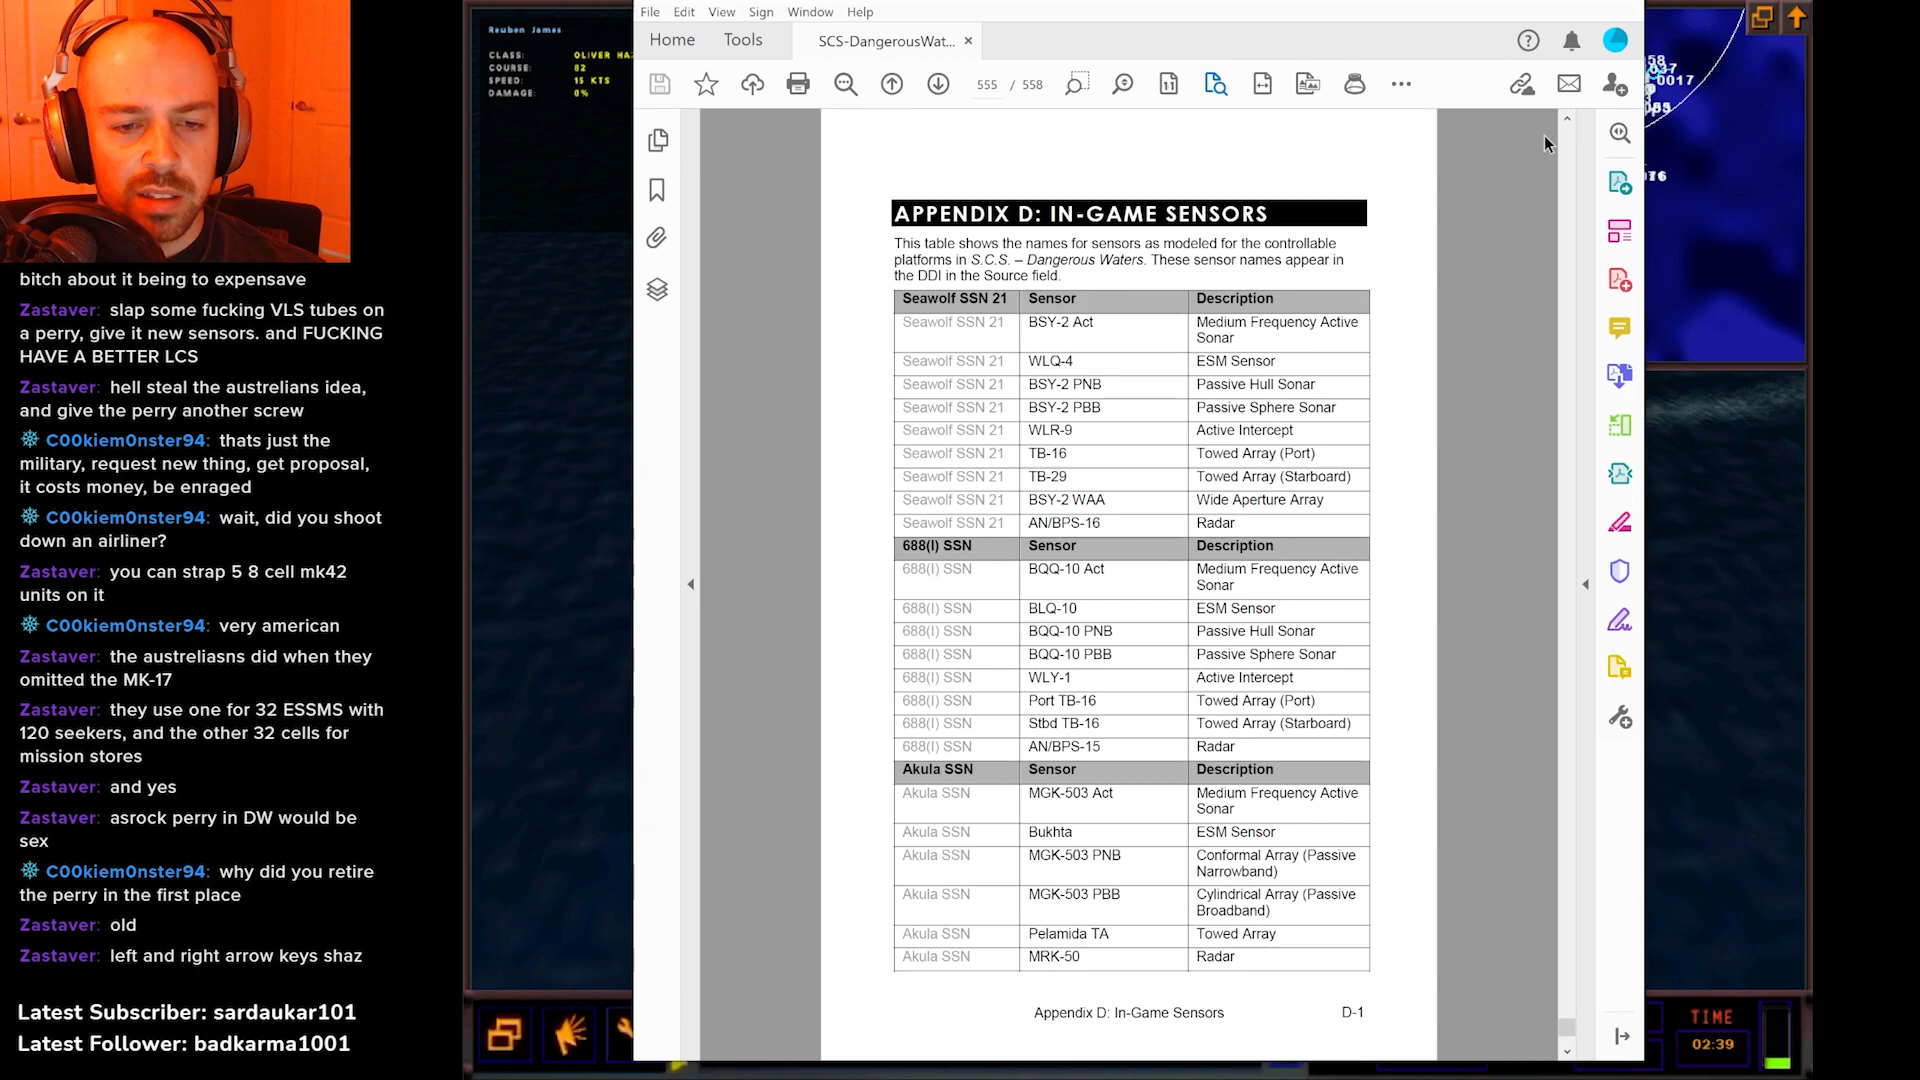 bitch about it being to expensave
Zastaver: slap some fucking VLS tubes on
a perry, give it new sensors. and FUCKING
HAVE A BETTER LCS
Zastaver: hell steal the austrelians idea,
and give the perry another screw
C00kiem0nster94: thats just the
military, request new thing, get proposal,
it costs money, be enraged
C00kiem0nster94: wait, did you shoot
down an airliner?
Zastaver: you can strap 5 8 cell mk42
units on it
C00kiem0nster94: very american
Zastaver: the austreliasns did when they
omitted the MK-17
Zastaver: they use one for 32 ESSMS with
120 seekers, and the other 32 cells for
mission stores
Zastaver: and yes
Zastaver: asrock perry in DW would be
sex
C00kiem0nster94: why did you retire
the perry in the first place
Zastaver: old
Zastaver: left and right arrow keys shaz
Latest Subscriber: sardaukar101
Latest Follower: badkarma1001
Reuben James
CLASS: OLIVER HA
COURSE: 82
SPEED: 15 KTS
DAMAGE: 0%
File Edit View Sign Window Help
Home Tools SCS-DangerousWat... ×
555 / 558
APPENDIX D: IN-GAME SENSORS
This table shows the names for sensors as modeled for the controllable
platforms in S.C.S. – Dangerous Waters. These sensor names appear in
the DDI in the Source field.
Seawolf SSN 21 Sensor Description
Seawolf SSN 21 BSY-2 Act Medium Frequency Active
Sonar
Seawolf SSN 21 WLQ-4 ESM Sensor
Seawolf SSN 21 BSY-2 PNB Passive Hull Sonar
Seawolf SSN 21 BSY-2 PBB Passive Sphere Sonar
Seawolf SSN 21 WLR-9 Active Intercept
Seawolf SSN 21 TB-16 Towed Array (Port)
Seawolf SSN 21 TB-29 Towed Array (Starboard)
Seawolf SSN 21 BSY-2 WAA Wide Aperture Array
Seawolf SSN 21 AN/BPS-16 Radar
688(I) SSN Sensor Description
688(I) SSN BQQ-10 Act Medium Frequency Active
Sonar
688(I) SSN BLQ-10 ESM Sensor
688(I) SSN BQQ-10 PNB Passive Hull Sonar
688(I) SSN BQQ-10 PBB Passive Sphere Sonar
688(I) SSN WLY-1 Active Intercept
688(I) SSN Port TB-16 Towed Array (Port)
688(I) SSN Stbd TB-16 Towed Array (Starboard)
688(I) SSN AN/BPS-15 Radar
Akula SSN Sensor Description
Akula SSN MGK-503 Act Medium Frequency Active
Sonar
Akula SSN Bukhta ESM Sensor
Akula SSN MGK-503 PNB Conformal Array (Passive
Narrowband)
Akula SSN MGK-503 PBB Cylindrical Array (Passive
Broadband)
Akula SSN Pelamida TA Towed Array
Akula SSN MRK-50 Radar
Appendix D: In-Game Sensors D-1
0017
TIME
02:39